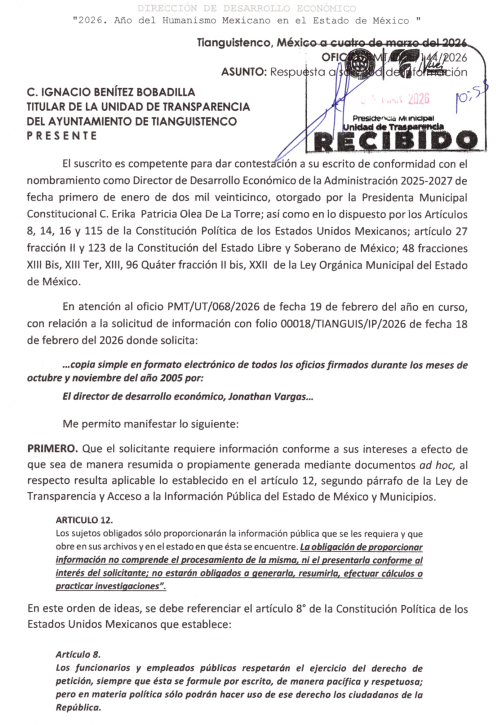 DIRECCIÓN DE DESARROLLO ECONÓMICO
"2026. Año del Humanismo Mexicano en el Estado de México "
Tianguistenco, México a cuatro de marzo del 2026
/2026
ASUNTO: Respuesta a solicitud de información
C. IGNACIO BENÍTEZ BOBADILLA
TITULAR DE LA UNIDAD DE TRANSPARENCIA
2026
DEL AYUNTAMIENTO DE TIANGUISTENCO
Presidencia Municipal
P R E S E N T E
Unidad de Trasparencia
RECIBIDO
El suscrito es competente para dar contestación a su escrito de conformidad con el
nombramiento como Director de Desarrollo Económico de la Administración 2025-2027 de
fecha primero de enero de dos mil veinticinco, otorgado por la Presidenta Municipal
Constitucional C. Erika Patricia Olea De La Torre; así como en lo dispuesto por los Artículos
8, 14, 16 y 115 de la Constitución Política de los Estados Unidos Mexicanos; artículo 27
fracción II y 123 de la Constitución del Estado Libre y Soberano de México; 48 fracciones
XIII Bis, XIII Ter, XIII, 96 Quáter fracción II bis, XXII de la Ley Orgánica Municipal del Estado
de México.
En atención al oficio PMT/UT/068/2026 de fecha 19 de febrero del año en curso,
con relación a la solicitud de información con folio 00018/TIANGUIS/IP/2026 de fecha 18
de febrero del 2026 donde solicita:
...copia simple en formato electrónico de todos los oficios firmados durante los meses de
octubre y noviembre del año 2005 por:
El director de desarrollo económico, Jonathan Vargas...
Me permito manifestar lo siguiente:
PRIMERO. Que el solicitante requiere información conforme a sus intereses a efecto de
que sea de manera resumida o propiamente generada mediante documentos ad hoc, al
respecto resulta aplicable lo establecido en el artículo 12, segundo párrafo de la Ley de
Transparencia y Acceso a la Información Pública del Estado de México y Municipios.
ARTICULO 12.
Los sujetos obligados sólo proporcionarán la información pública que se les requiera y que
obre en sus archivos y en el estado en que ésta se encuentre. La obligación de proporcionar
información no comprende el procesamiento de la misma, ni el presentarla conforme al
interés del solicitante; no estarán obligados a generarla, resumirla, efectuar cálculos o
practicar investigaciones".
En este orden de ideas, se debe referenciar el artículo 8° de la Constitución Política de los
Estados Unidos Mexicanos que establece:
Artículo 8.
Los funcionarios y empleados públicos respetarán el ejercicio del derecho de
petición, siempre que ésta se formule por escrito, de manera pacífica y respetuosa;
pero en materia política sólo podrán hacer uso de ese derecho los ciudadanos de la
República.